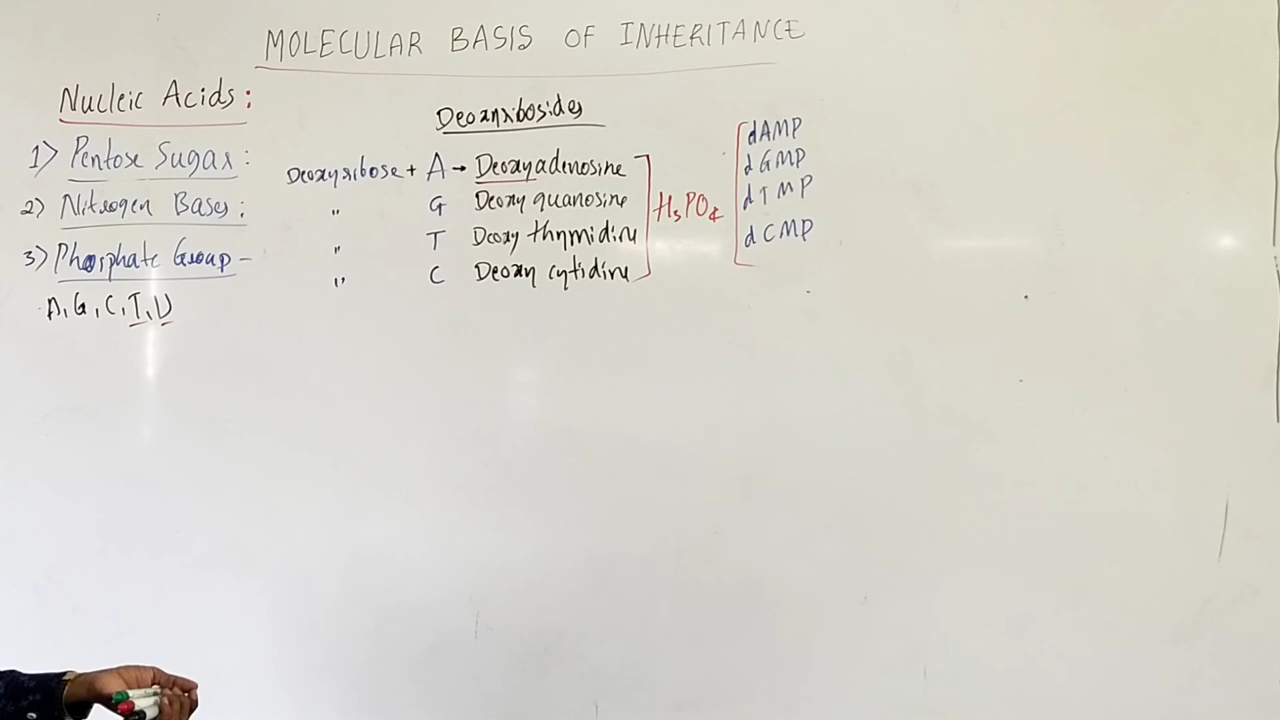 MOLECULAR BASIS OF INHERITANCE
Nucleic Acids:
1) Pentose Sugar:
2) Nitrogen Bases:
3) Phosphate Group -
A, G, C, T, U
Deoxyribosides
Deoxyribose + A → Deoxyadenosine
" G Deoxy guanosine
" T Deoxy thymidine
" C Deoxy cytidine
H3PO4
dAMP
dGMP
dTMP
dCMP